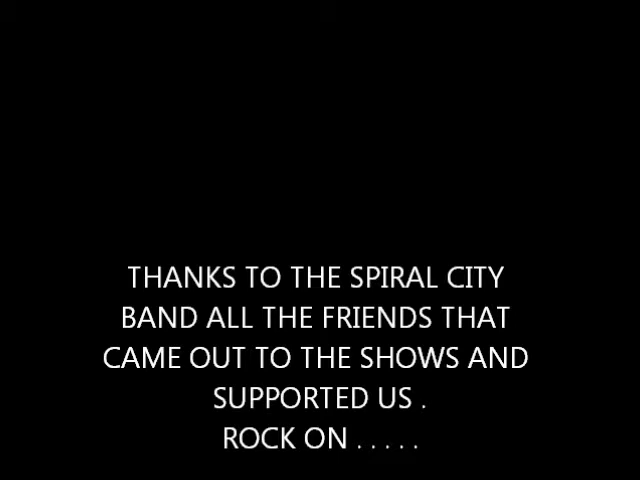 THANKS TO THE SPIRAL CITY
BAND ALL THE FRIENDS THAT
CAME OUT TO THE SHOWS AND
SUPPORTED US .
ROCK ON . . . . .